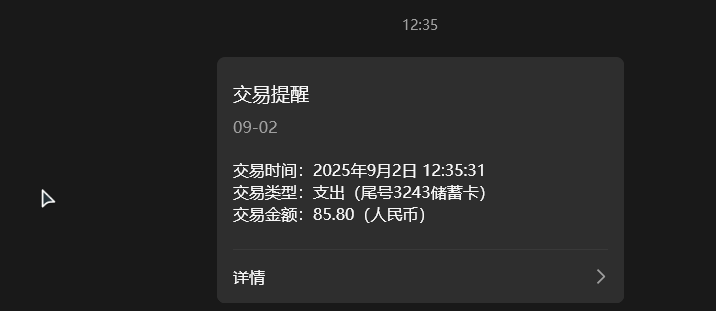 12:35
交易提醒
09-02
交易时间：2025年9月2日 12:35:31
交易类型：支出（尾号3243储蓄卡）
交易金额：85.80（人民币）
详情